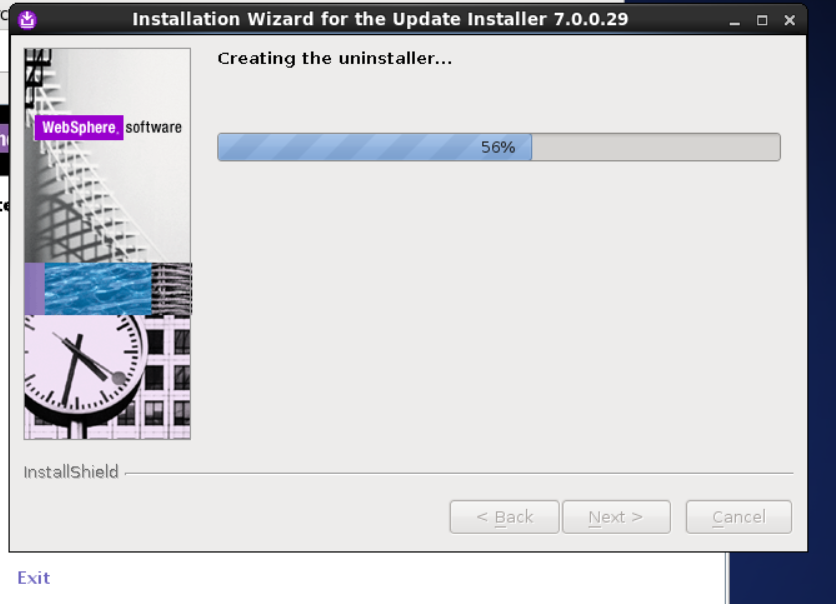 Installation Wizard for the Update Installer 7.0.0.29
Creating the uninstaller...
WebSphere. software
56%
InstallShield
< Back
Next >
Cancel
Exit